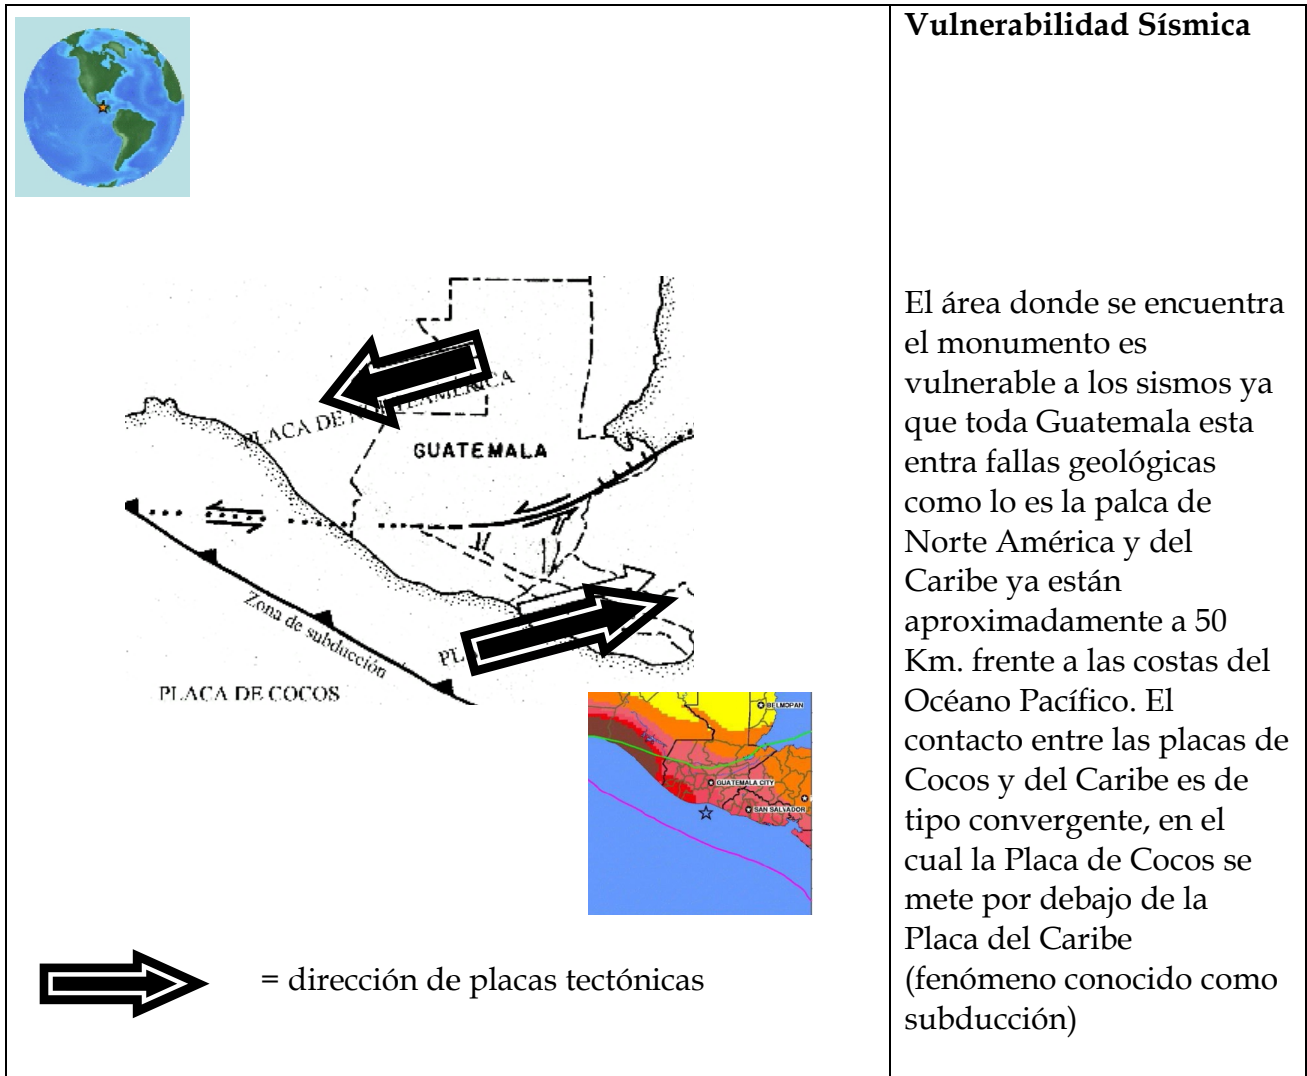 Vulnerabilidad Sísmica
PLACA DE
GUATEMALA
Zona de subducción
PLACA DE COCOS
BELMOPAN
GUATEMALA CITY
SAN SALVADOR
= dirección de placas tectónicas
El área donde se encuentra
el monumento es
vulnerable a los sismos ya
que toda Guatemala esta
entra fallas geológicas
como lo es la palca de
Norte América y del
Caribe ya están
aproximadamente a 50
Km. frente a las costas del
Océano Pacífico. El
contacto entre las placas de
Cocos y del Caribe es de
tipo convergente, en el
cual la Placa de Cocos se
mete por debajo de la
Placa del Caribe
(fenómeno conocido como
subducción)